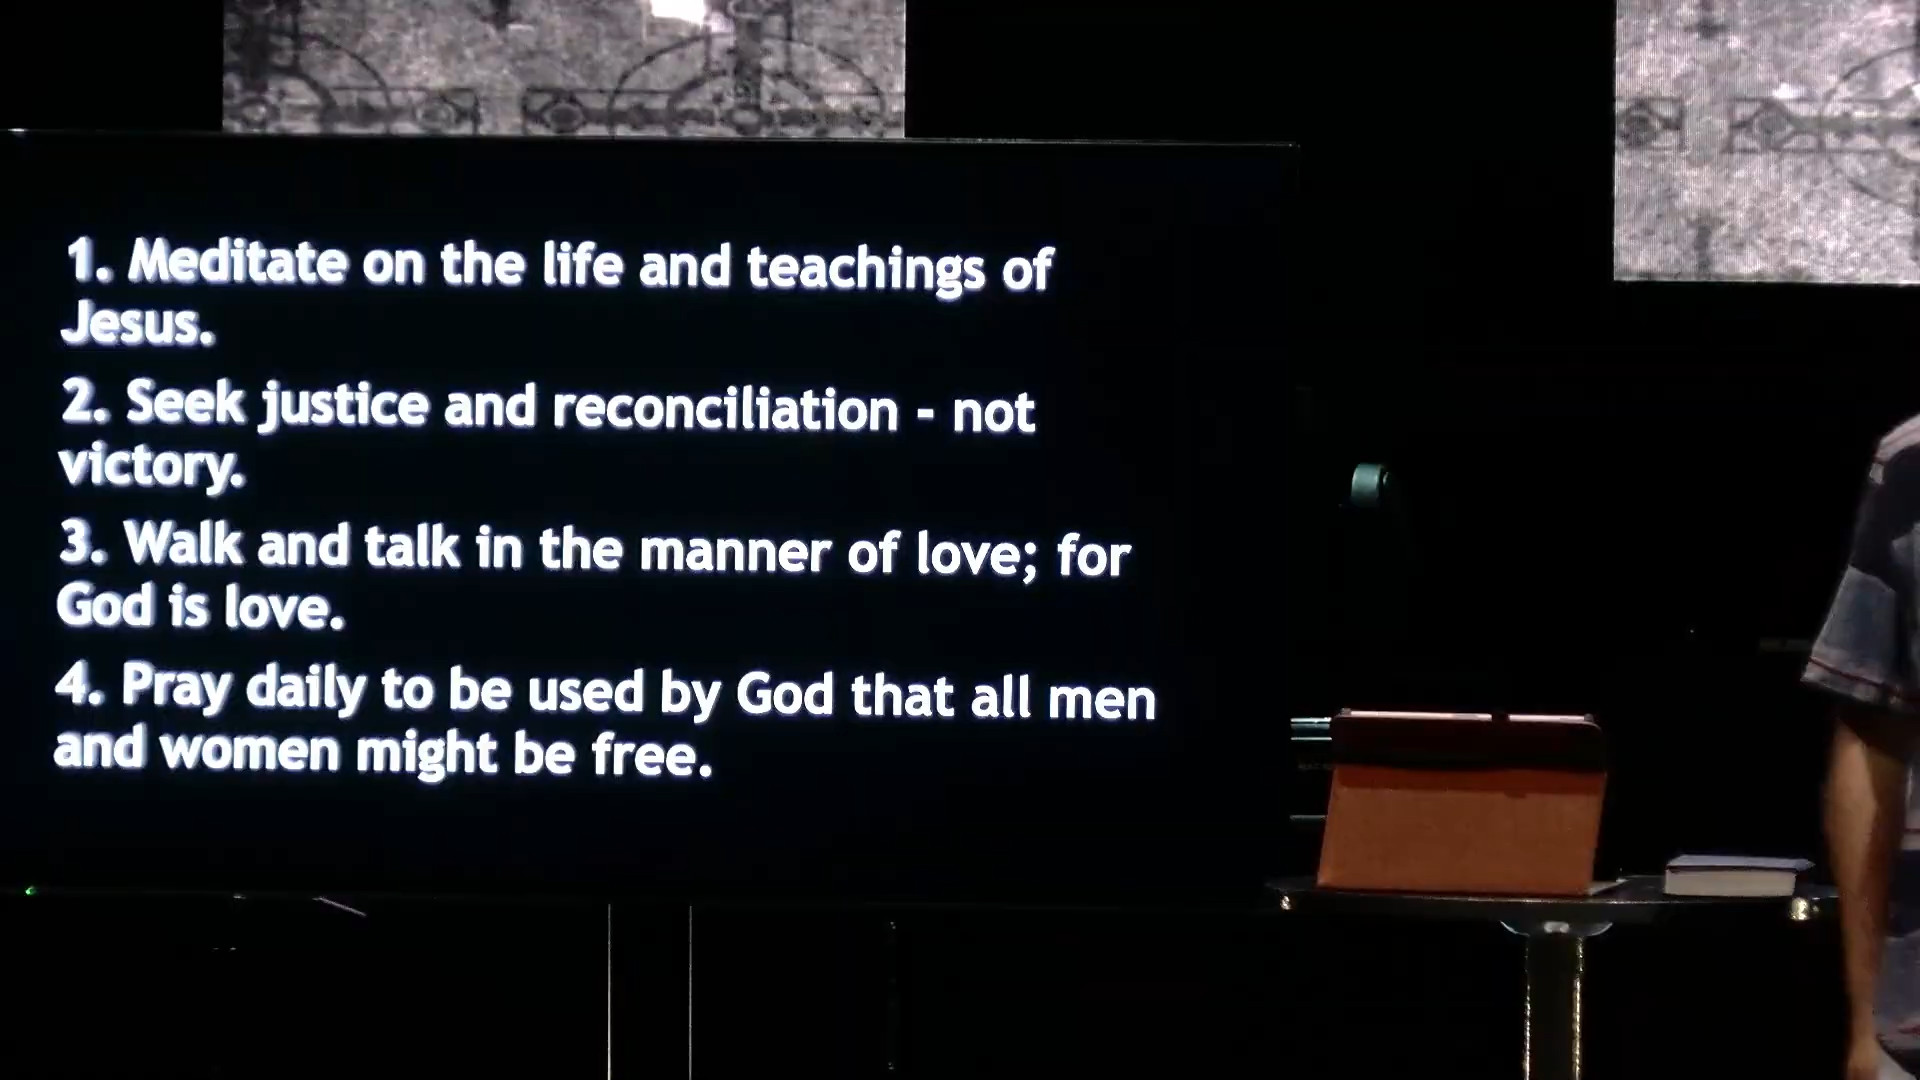 1. Meditate on the life and teachings of
Jesus.
2. Seek justice and reconciliation - not
victory.
3. Walk and talk in the manner of love; for
God is love.
4. Pray daily to be used by God that all men
and women might be free.